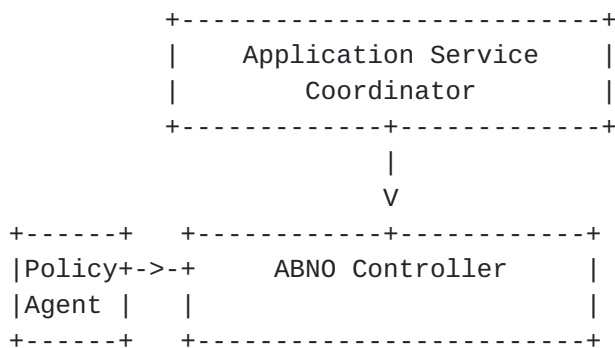 Application Service
Coordinator
Policy ABNO Controller
Agent